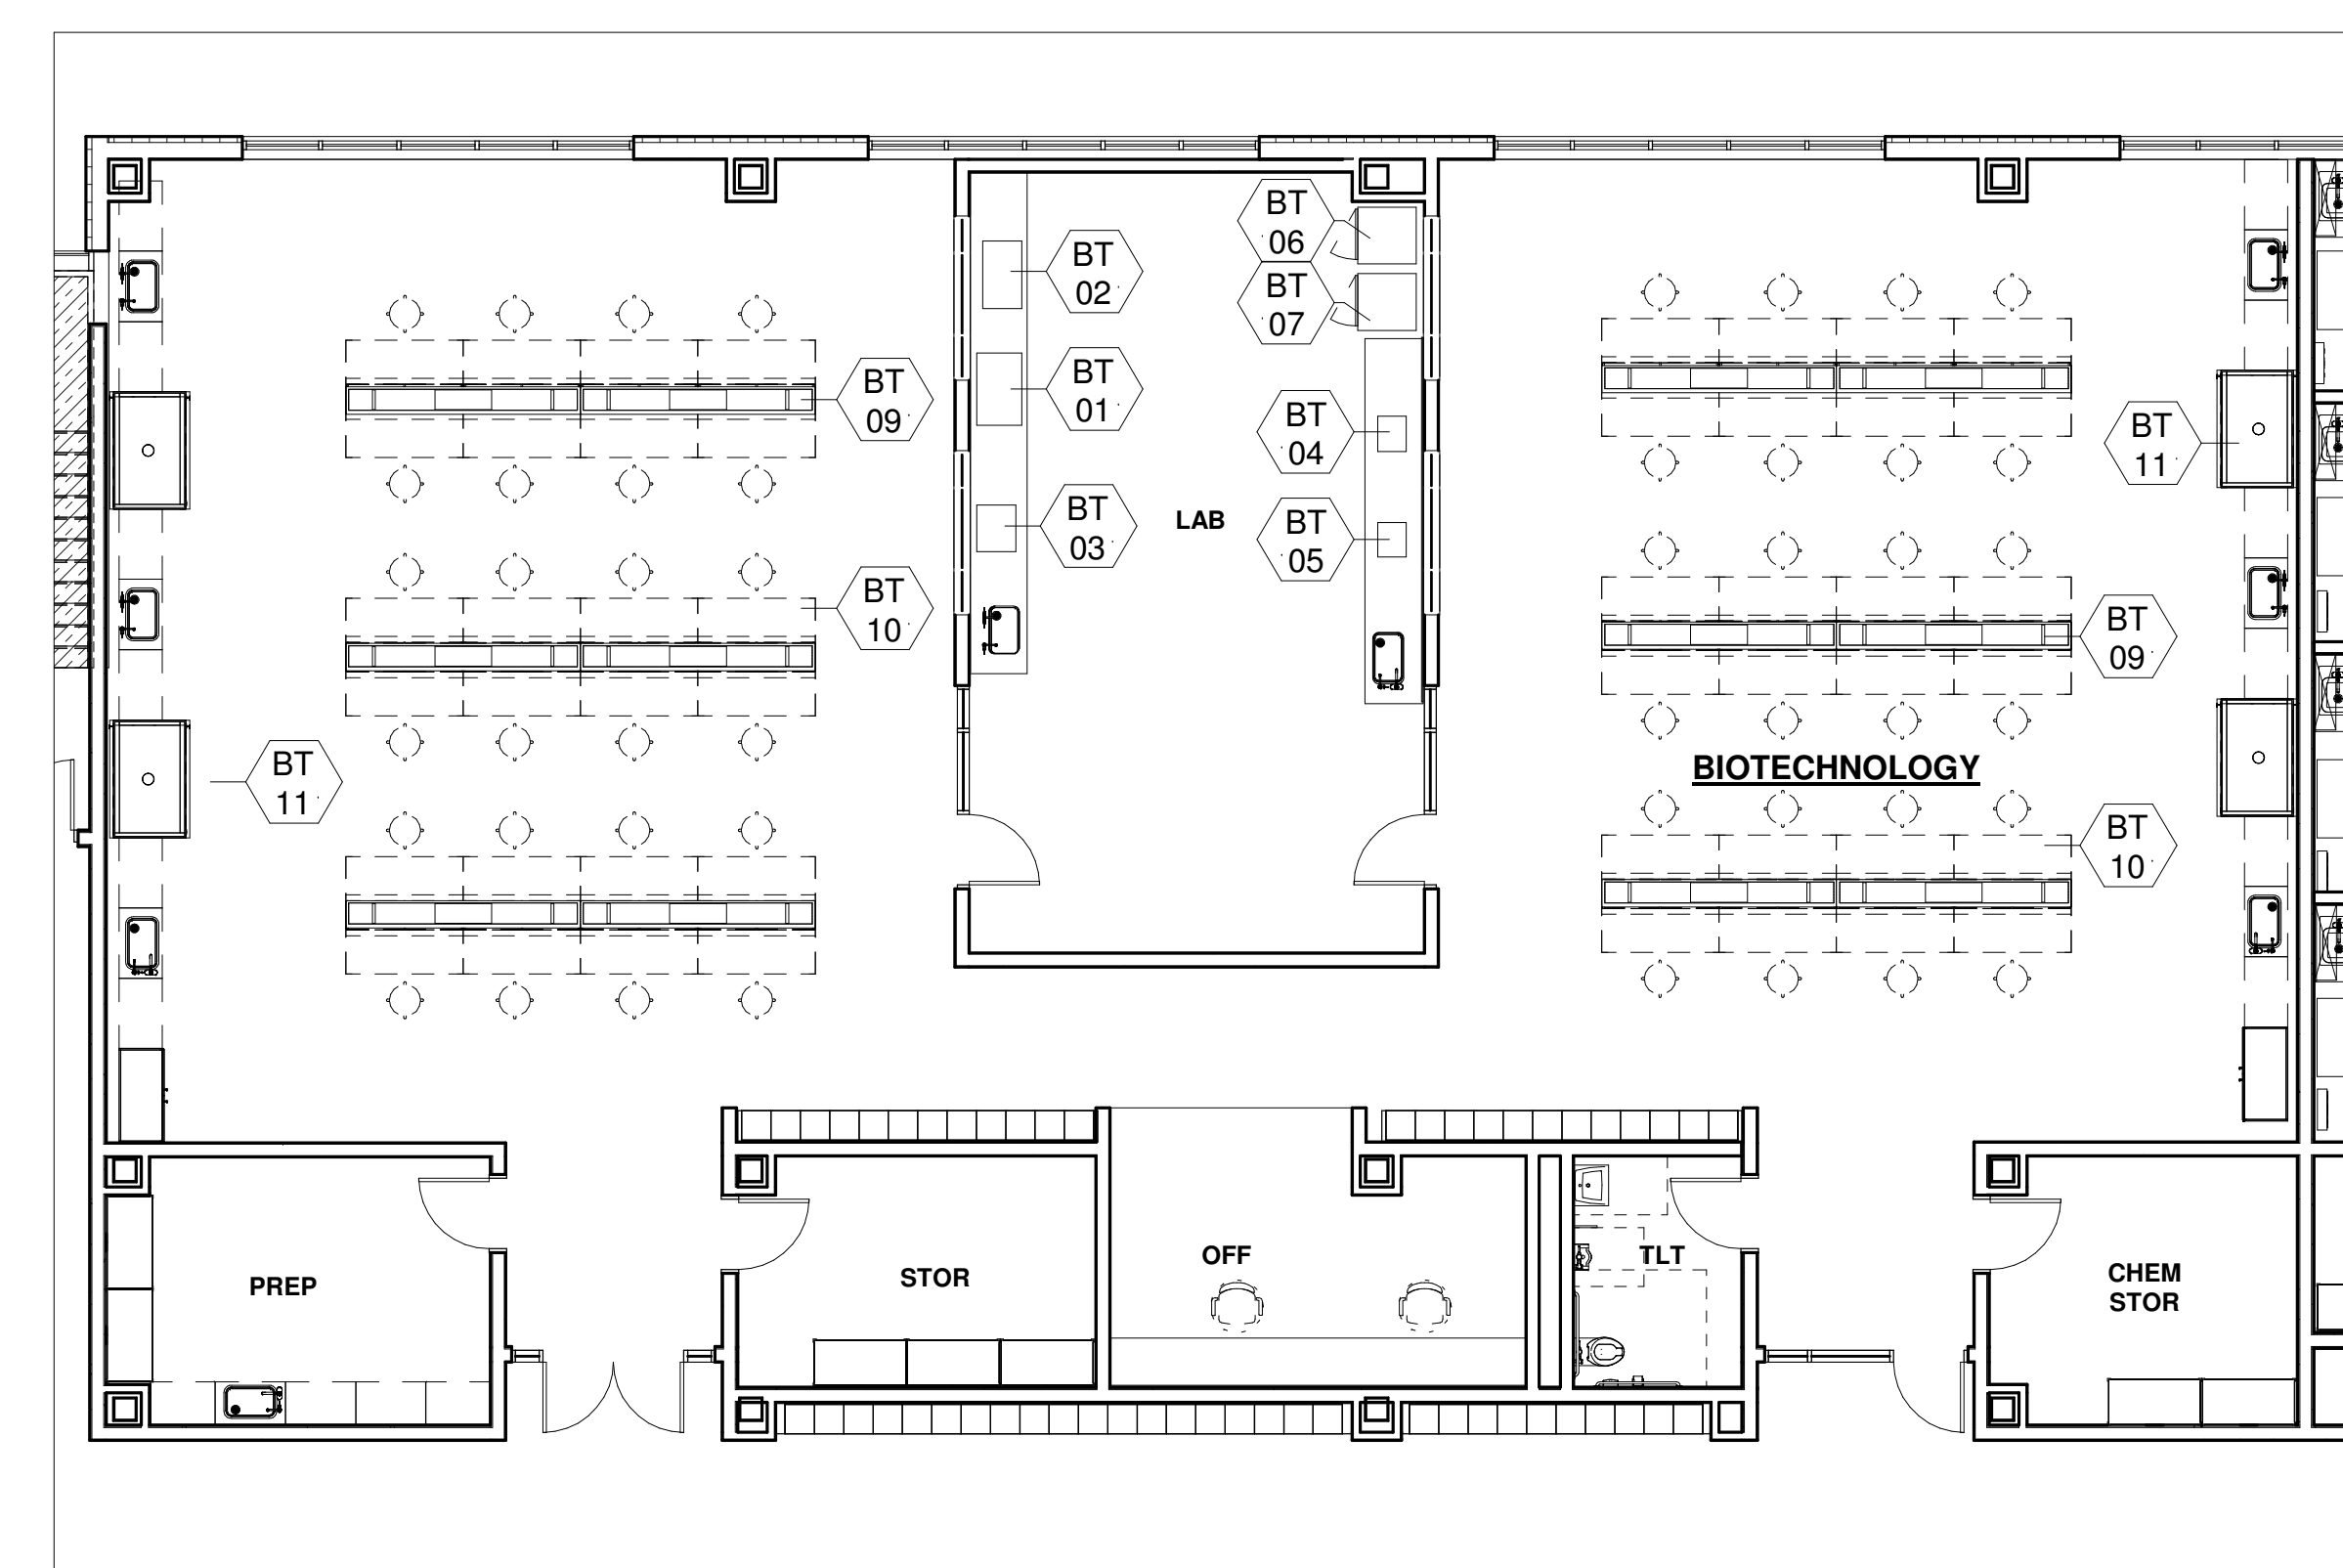 BT
06
BT
02
BT
07
BT
09
BT
01
BT
04
BT
11
BT
03
LAB
BT
05
BT
10
BT
09
BIOTECHNOLOGY
BT
11
BT
10
PREP
STOR
OFF
TLT
CHEM
STOR